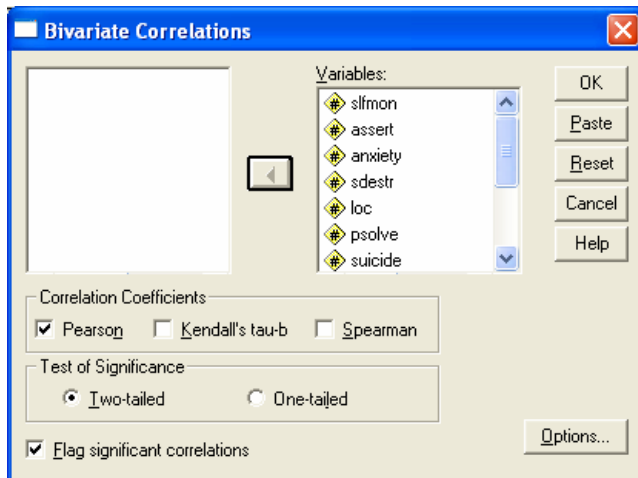 Bivariate Correlations
Variables:
slfmon
assert
anxiety
sdestr
loc
psolve
suicide
OK
Paste
Reset
Cancel
Help
Correlation Coefficients
Pearson Kendall's tau-b Spearman
Test of Significance
Two-tailed One-tailed
Flag significant correlations
Options...